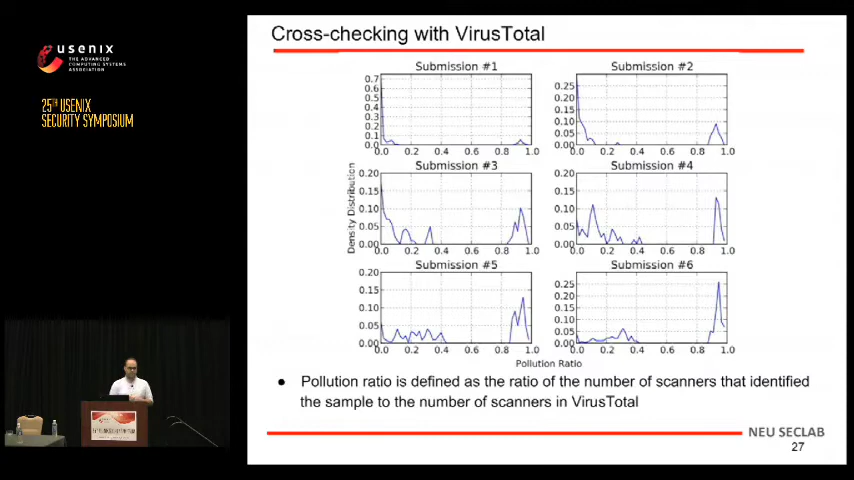 usenix
THE ADVANCED
COMPUTING SYSTEMS
ASSOCIATION
25TH USENIX
SECURITY SYMPOSIUM
Cross-checking with VirusTotal
Submission #1
0.7
0.6
0.5
0.4
0.3
0.2
0.1
0.0
0.0 0.2 0.4 0.6 0.8 1.0
Submission #2
0.25
0.20
0.15
0.10
0.05
0.00
0.0 0.2 0.4 0.6 0.8 1.0
Submission #3
0.20
0.15
0.10
0.05
0.00
0.0 0.2 0.4 0.6 0.8 1.0
Submission #4
0.20
0.15
0.10
0.05
0.00
0.0 0.2 0.4 0.6 0.8 1.0
Submission #5
0.20
0.15
0.10
0.05
0.00
0.0 0.2 0.4 0.6 0.8 1.0
Submission #6
0.25
0.20
0.15
0.10
0.05
0.00
0.0 0.2 0.4 0.6 0.8 1.0
Density Distribution
Pollution Ratio
● Pollution ratio is defined as the ratio of the number of scanners that identified
the sample to the number of scanners in VirusTotal
NEU SECLAB
27